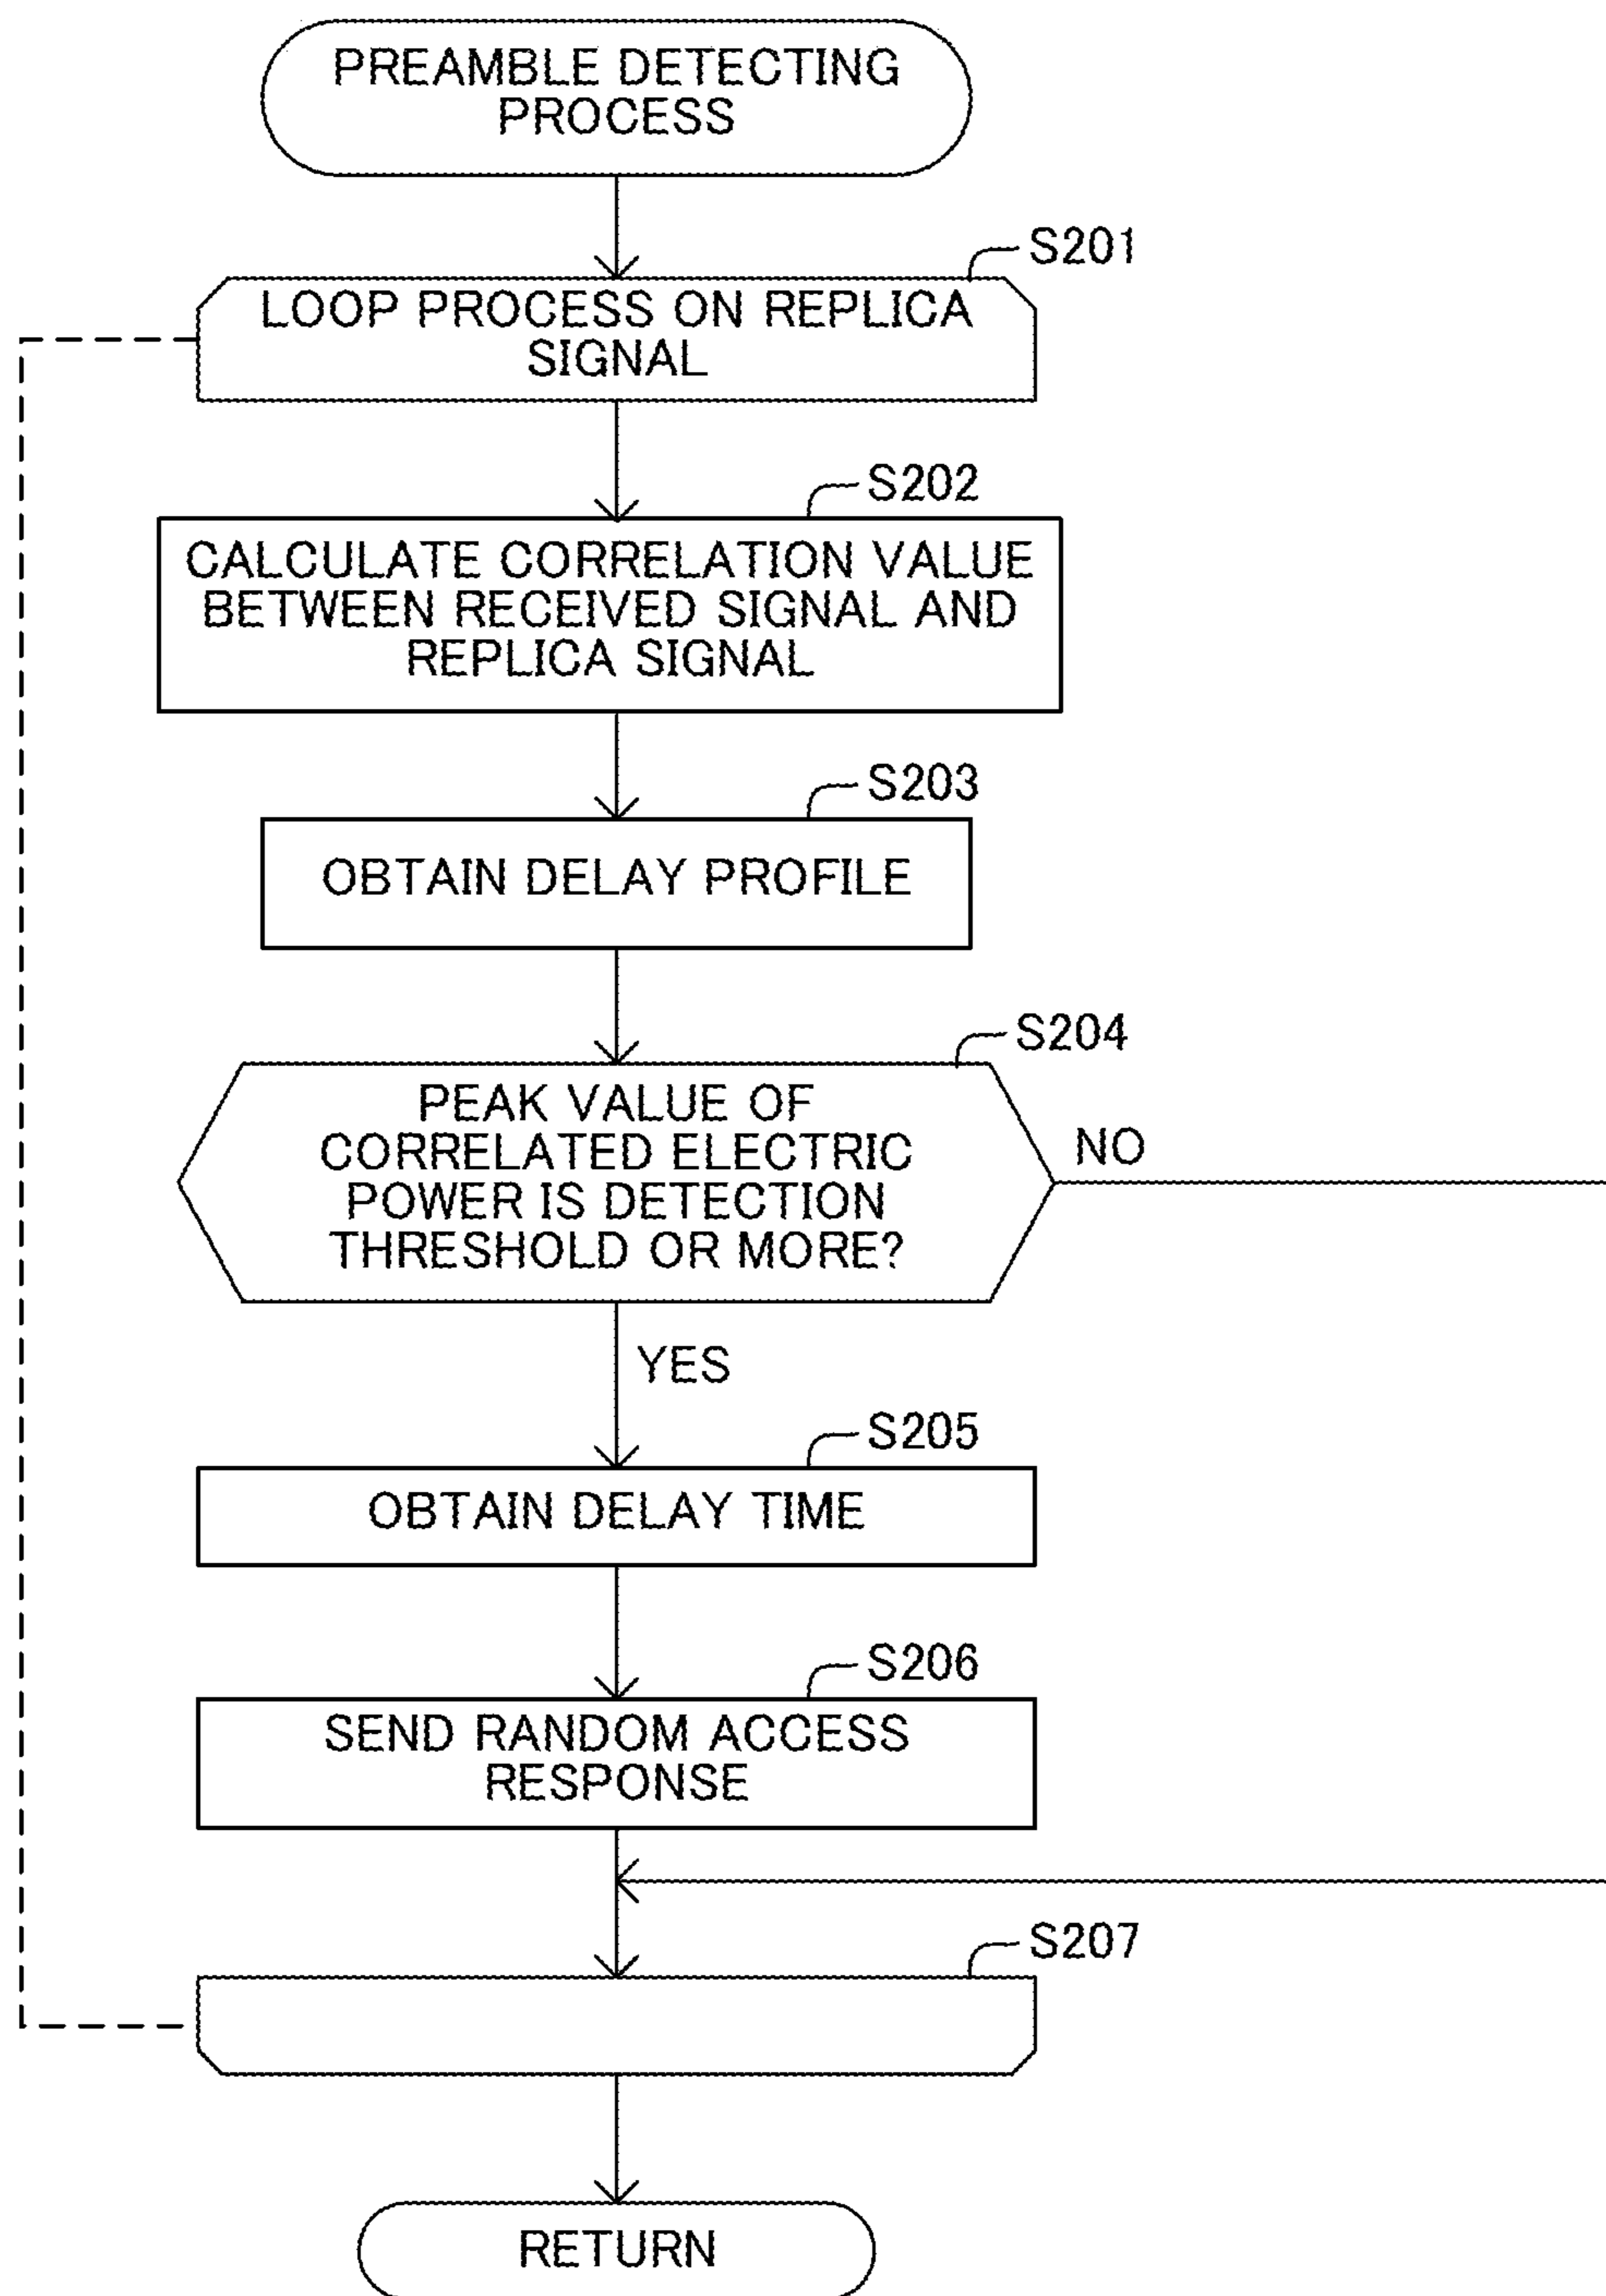 PREAMBLE DETECTING
PROCESS
S201
LOOP PROCESS ON REPLICA
SIGNAL
S202
CALCULATE CORRELATION VALUE
BETWEEN RECEIVED SIGNAL AND
REPLICA SIGNAL
S203
OBTAIN DELAY PROFILE
S204
PEAK VALUE OF
CORRELATED ELECTRIC
POWER IS DETECTION
THRESHOLD OR MORE?
NO
YES
S205
OBTAIN DELAY TIME
S206
SEND RANDOM ACCESS
RESPONSE
S207
RETURN